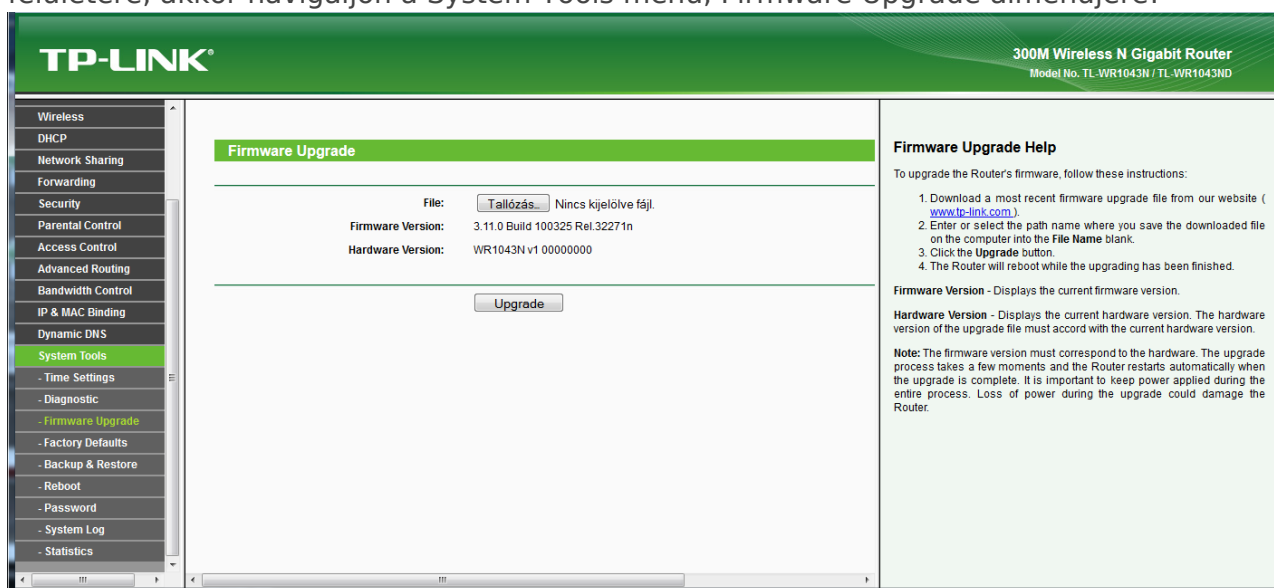 felületére, akkor navigáljon a System Tools menü, Firmware Upgrade almenüjére.
TP-LINK®
300M Wireless N Gigabit Router
Model No. TL-WR1043N / TL-WR1043ND
Wireless
DHCP
Network Sharing
Forwarding
Security
Parental Control
Access Control
Advanced Routing
Bandwidth Control
IP & MAC Binding
Dynamic DNS
System Tools
- Time Settings
- Diagnostic
- Firmware Upgrade
- Factory Defaults
- Backup & Restore
- Reboot
- Password
- System Log
- Statistics
Firmware Upgrade
File: Tallózás... Nincs kijelölve fájl.
Firmware Version: 3.11.0 Build 100325 Rel.32271n
Hardware Version: WR1043N v1 00000000
Upgrade
Firmware Upgrade Help
To upgrade the Router's firmware, follow these instructions:
1. Download a most recent firmware upgrade file from our website (
www.tp-link.com ).
2. Enter or select the path name where you save the downloaded file
on the computer into the File Name blank.
3. Click the Upgrade button.
4. The Router will reboot while the upgrading has been finished.
Firmware Version - Displays the current firmware version.
Hardware Version - Displays the current hardware version. The hardware
version of the upgrade file must accord with the current hardware version.
Note: The firmware version must correspond to the hardware. The upgrade
process takes a few moments and the Router restarts automatically when
the upgrade is complete. It is important to keep power applied during the
entire process. Loss of power during the upgrade could damage the
Router.